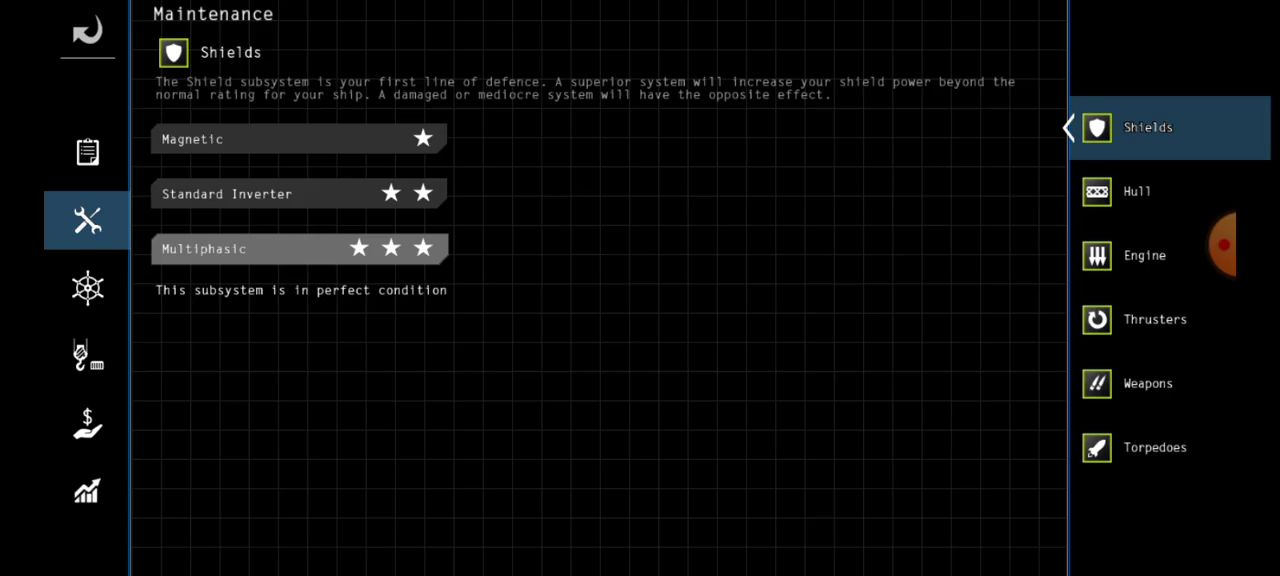 Maintenance
Shields
The Shield subsystem is your first line of defence. A superior system will increase your shield power beyond the
normal rating for your ship. A damaged or mediocre system will have the opposite effect.
Magnetic
Standard Inverter
Multiphasic
This subsystem is in perfect condition
Shields
Hull
Engine
Thrusters
Weapons
Torpedoes